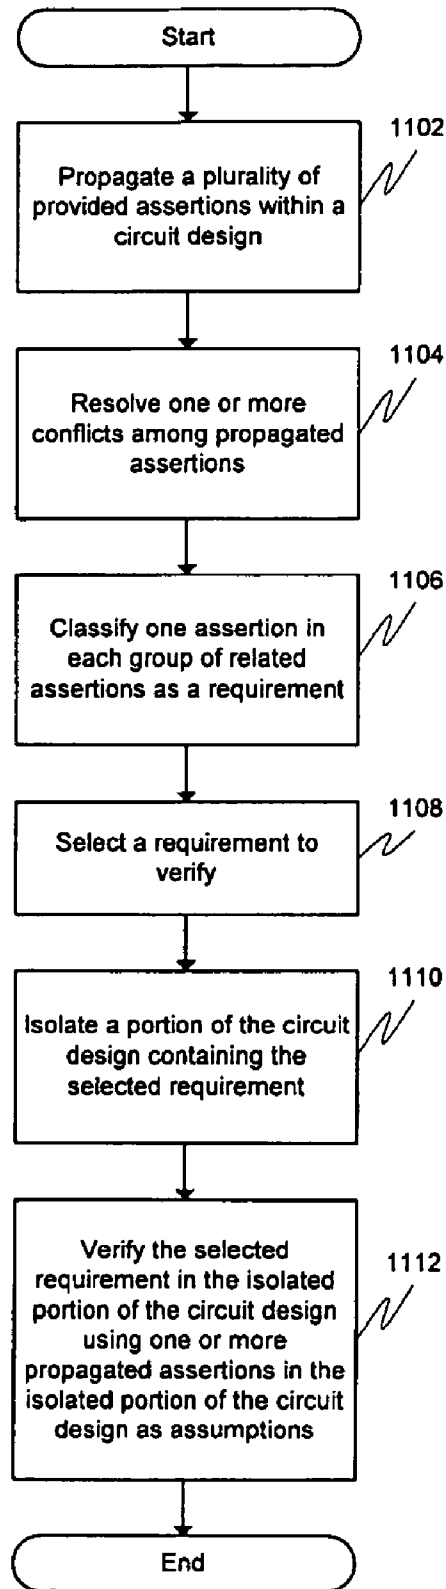 Start
1102
Propagate a plurality of
provided assertions within a
circuit design
1104
Resolve one or more
conflicts among propagated
assertions
1106
Classify one assertion in
each group of related
assertions as a requirement
1108
Select a requirement to
verify
1110
Isolate a portion of the circuit
design containing the
selected requirement
1112
Verify the selected
requirement in the isolated
portion of the circuit design
using one or more
propagated assertions in the
isolated portion of the circuit
design as assumptions
End